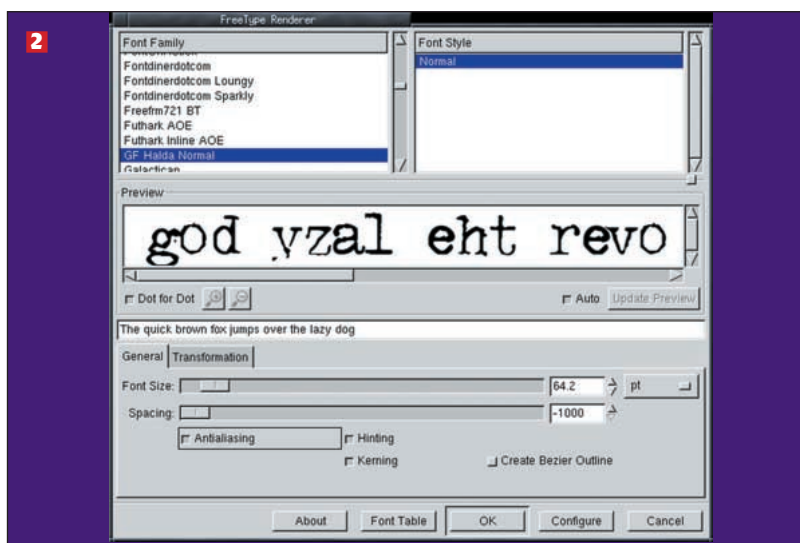 2
FreeType Renderer
Font Family
Fontdinerdotcom
Fontdinerdotcom Loungy
Fontdinerdotcom Sparkly
Freefrm721 BT
Futhark AOE
Futhark Inline AOE
GF Halda Normal
Galactican
Font Style
Normal
Preview
god yzal eht revo
Dot for Dot
Auto Update Preview
The quick brown fox jumps over the lazy dog
General Transformation
Font Size: 64.2 pt
Spacing: -1000
Antialiasing Hinting
Kerning Create Bezier Outline
About Font Table OK Configure Cancel